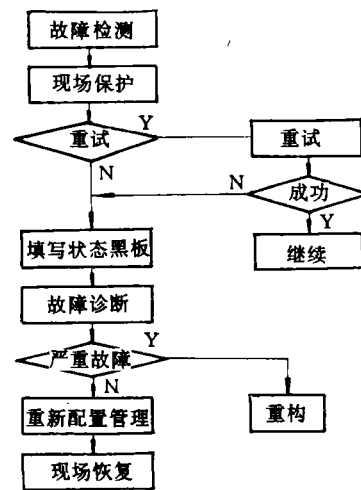 故障检测
现场保护
重试
Y
重试
N
N
成功
Y
填写状态黑板
继续
故障诊断
严重故障
Y
N
重新配置管理
重构
现场恢复